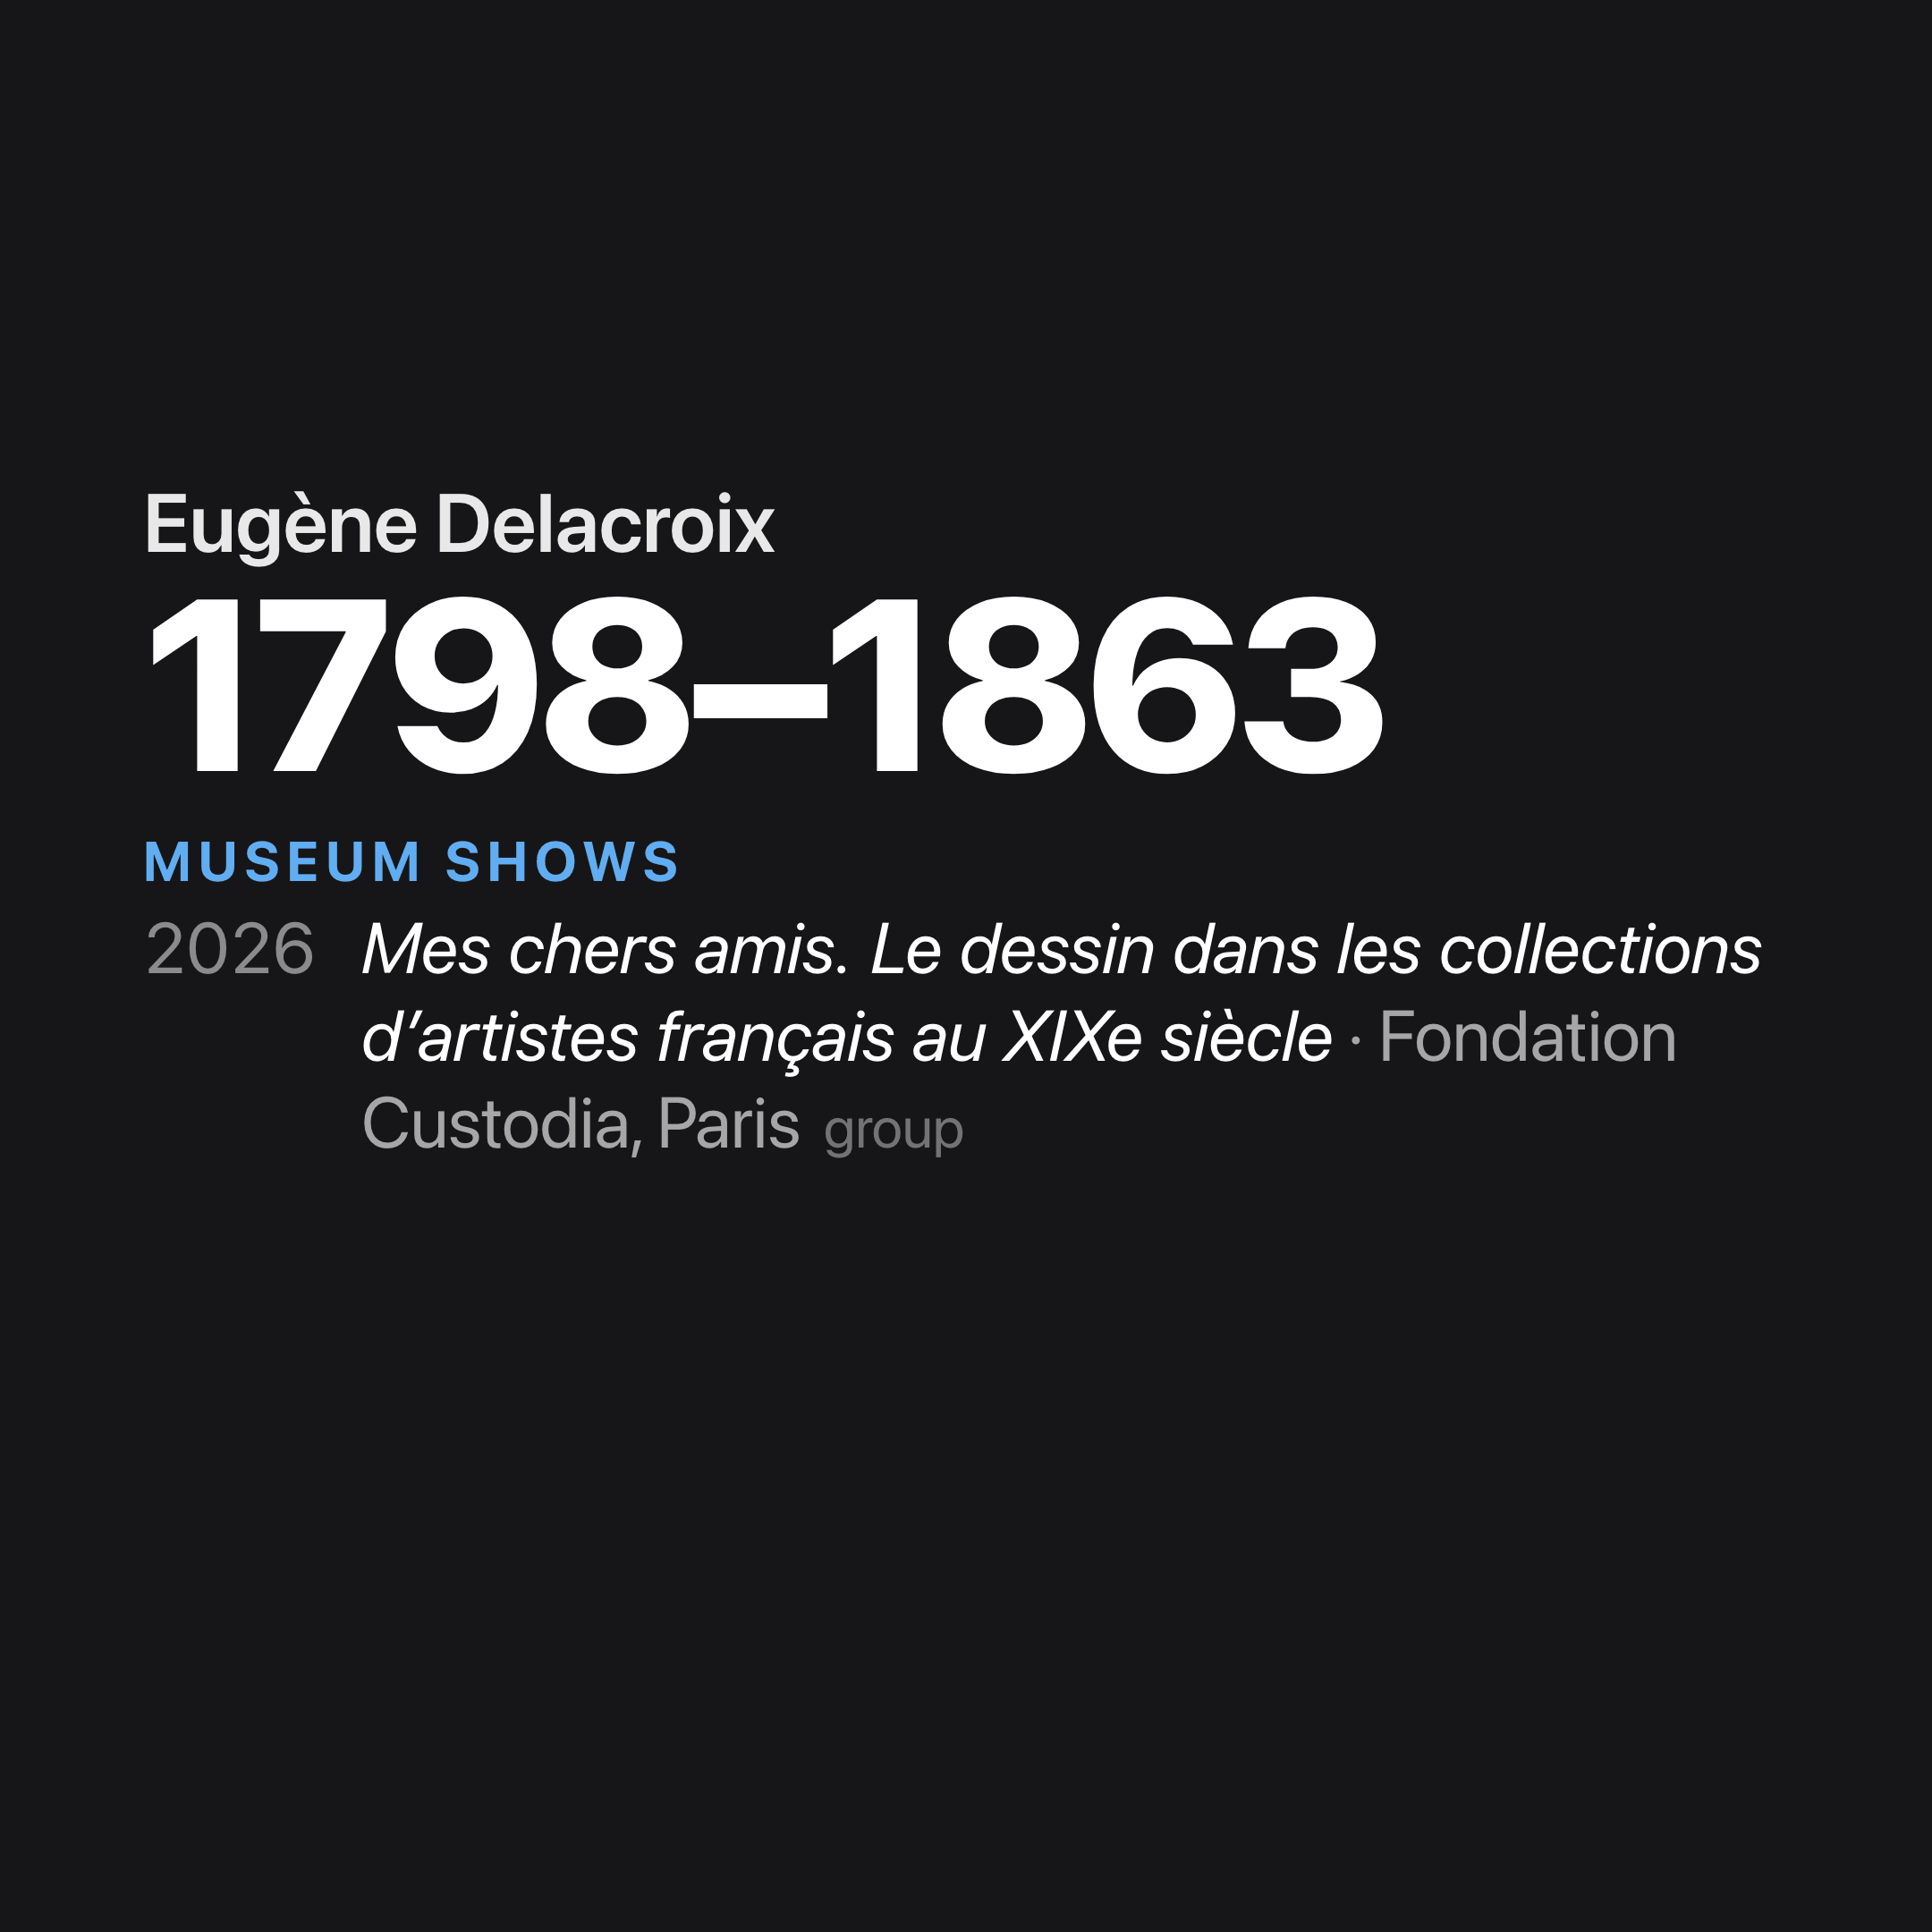 Eugène Delacroix
1798–1863
MUSEUM SHOWS
2026 Mes chers amis. Le dessin dans les collections
d’artistes français au XIXe siècle · Fondation
Custodia, Paris group